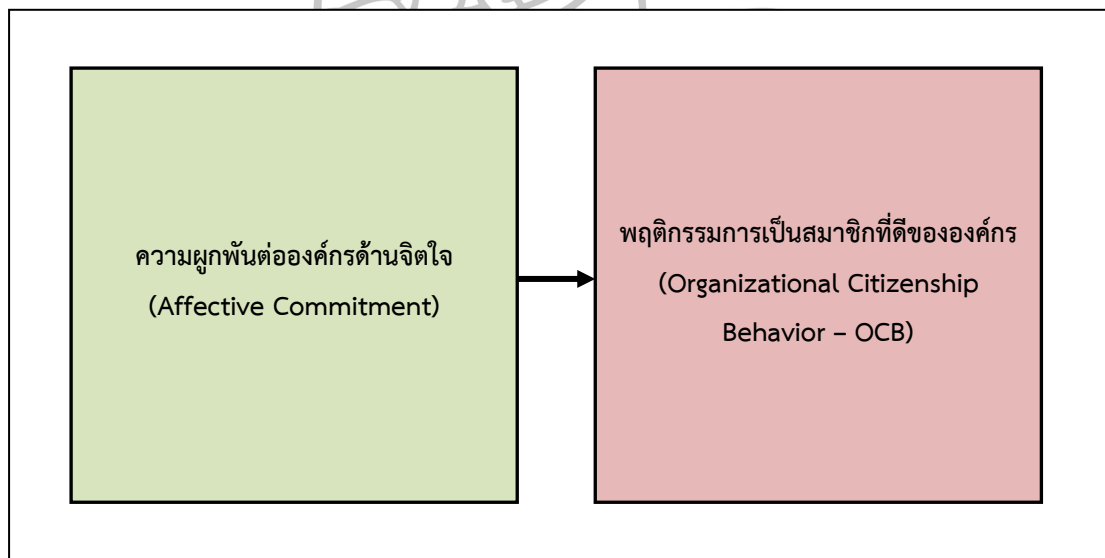 ความผูกพันต่อองค์กรด้านจิตใจ
(Affective Commitment)
พฤติกรรมการเป็นสมาชิกที่ดีขององค์กร
(Organizational Citizenship
Behavior – OCB)